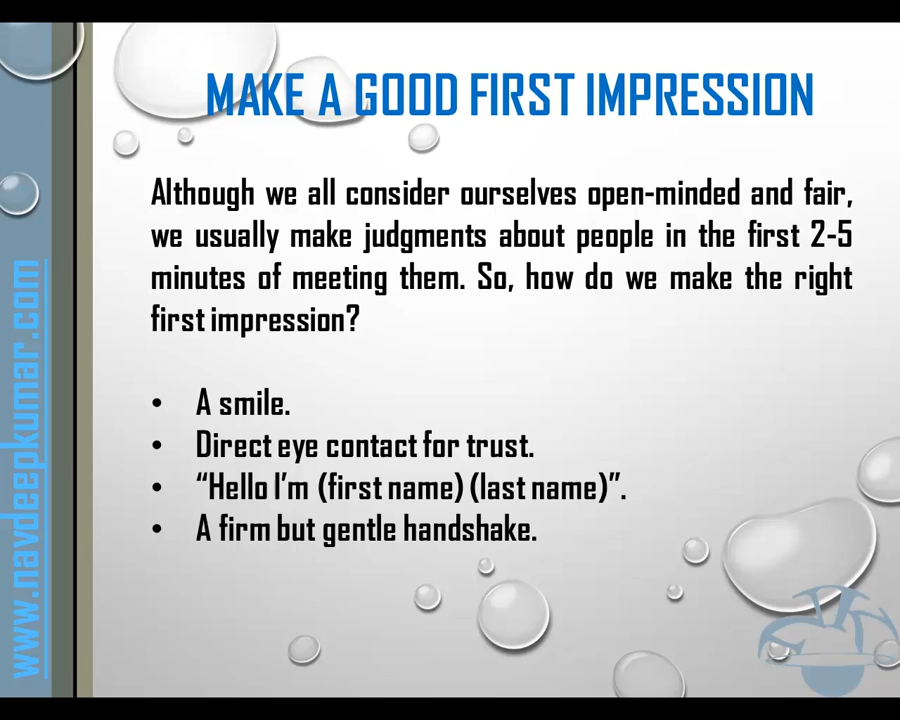 MAKE A GOOD FIRST IMPRESSION
Although we all consider ourselves open-minded and fair,
we usually make judgments about people in the first 2-5
minutes of meeting them. So, how do we make the right
first impression?
• A smile.
• Direct eye contact for trust.
• “Hello I’m (first name) (last name)”.
• A firm but gentle handshake.
www.navdeepkumar.com